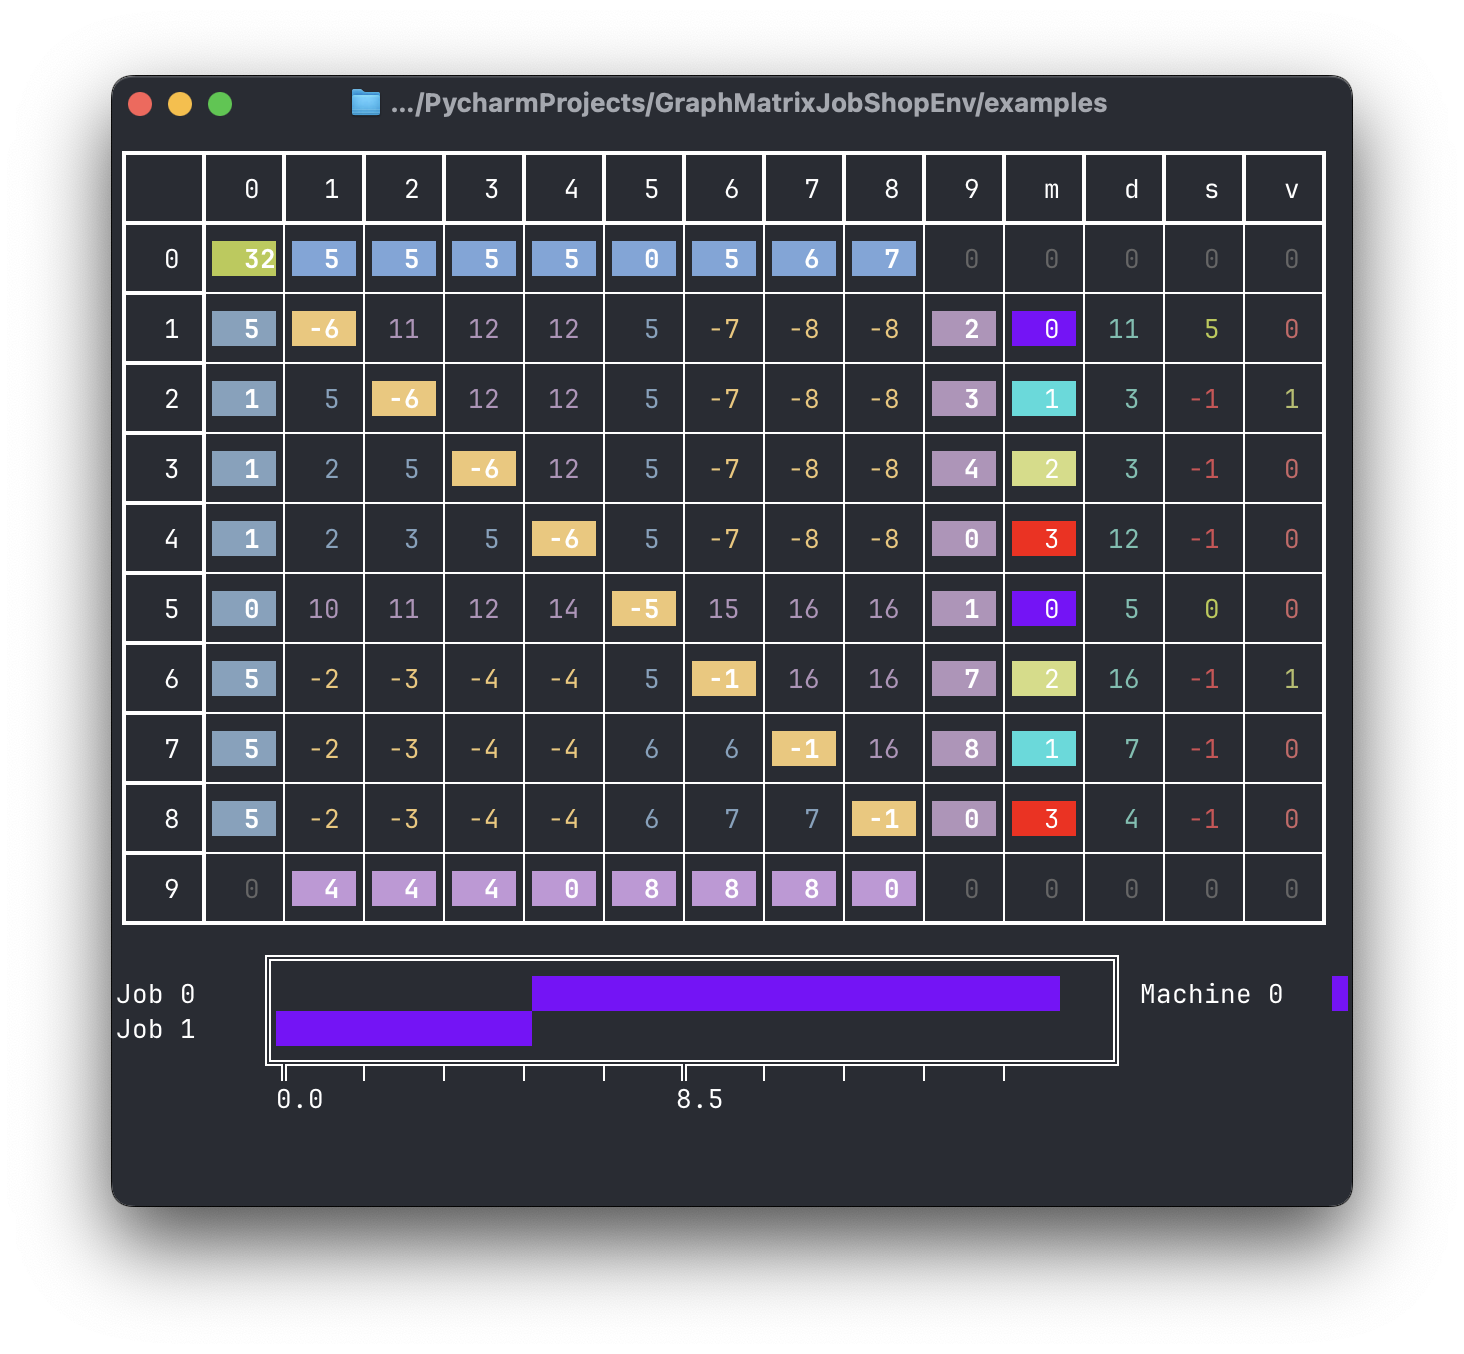 .../PycharmProjects/GraphMatrixJobShopEnv/examples
0 1 2 3 4 5 6 7 8 9 m d s v
0 32 5 5 5 5 0 5 6 7 0 0 0 0 0
1 5 -6 11 12 12 5 -7 -8 -8 2 0 11 5 0
2 1 5 -6 12 12 5 -7 -8 -8 3 1 3 -1 1
3 1 2 5 -6 12 5 -7 -8 -8 4 2 3 -1 0
4 1 2 3 5 -6 5 -7 -8 -8 0 3 12 -1 0
5 0 10 11 12 14 -5 15 16 16 1 0 5 0 0
6 5 -2 -3 -4 -4 5 -1 16 16 7 2 16 -1 1
7 5 -2 -3 -4 -4 6 6 -1 16 8 1 7 -1 0
8 5 -2 -3 -4 -4 6 7 7 -1 0 3 4 -1 0
9 0 4 4 4 0 8 8 8 0 0 0 0 0 0
Job 0 Machine 0
Job 1
0.0 8.5